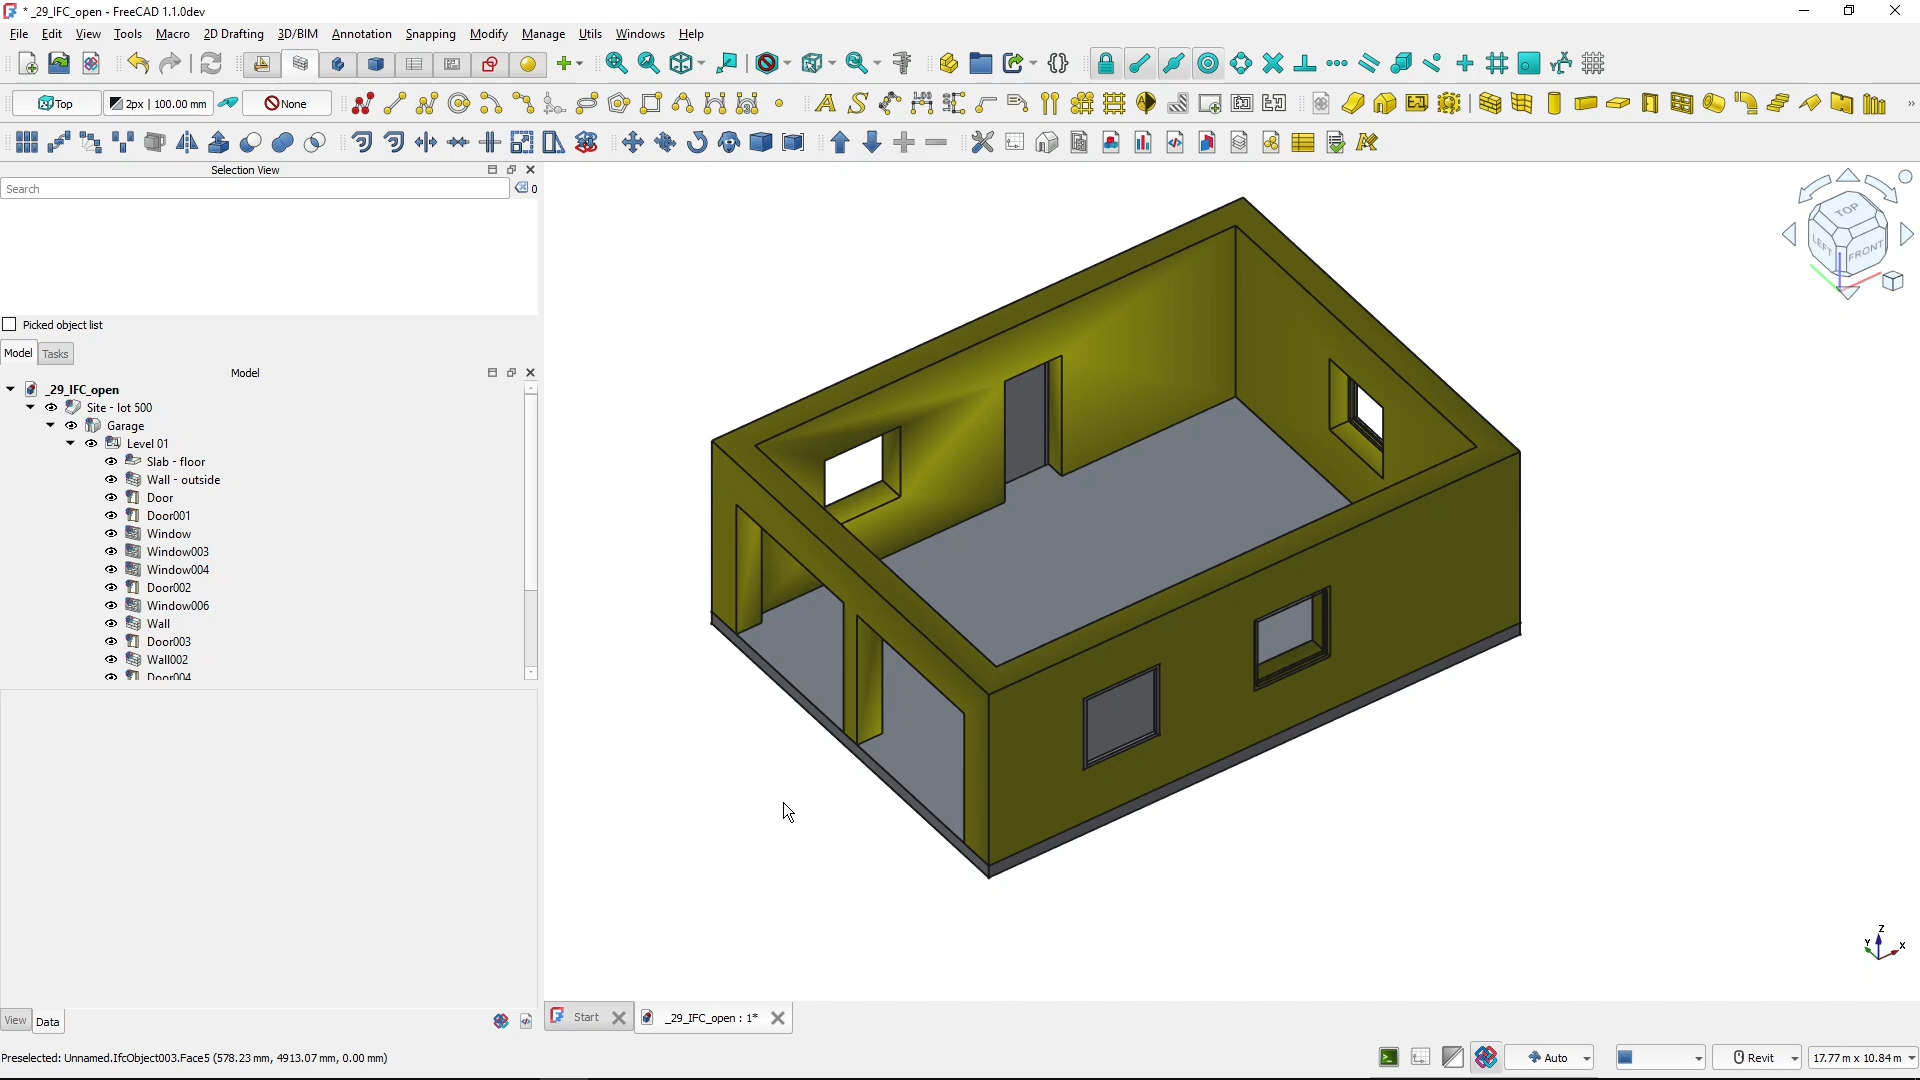 * _29_IFC_open - FreeCAD 1.1.0dev
File Edit View Tools Macro 2D Drafting 3D/BIM Annotation Snapping Modify Manage Utils Windows Help
Top 2px | 100.00 mm None
Selection View
Search 0
Picked object list
Model Tasks
Model
_29_IFC_open
Site - lot 500
Garage
Level 01
Slab - floor
Wall - outside
Door
Door001
Window
Window003
Window004
Door002
Window006
Wall
Door003
Wall002
Door004
TOP
LEFT
FRONT
Z
Y X
View Data
Start _29_IFC_open : 1*
Preselected: Unnamed.IfcObject003.Face5 (578.23 mm, 4913.07 mm, 0.00 mm)
Auto Revit 17.77 m x 10.84 m